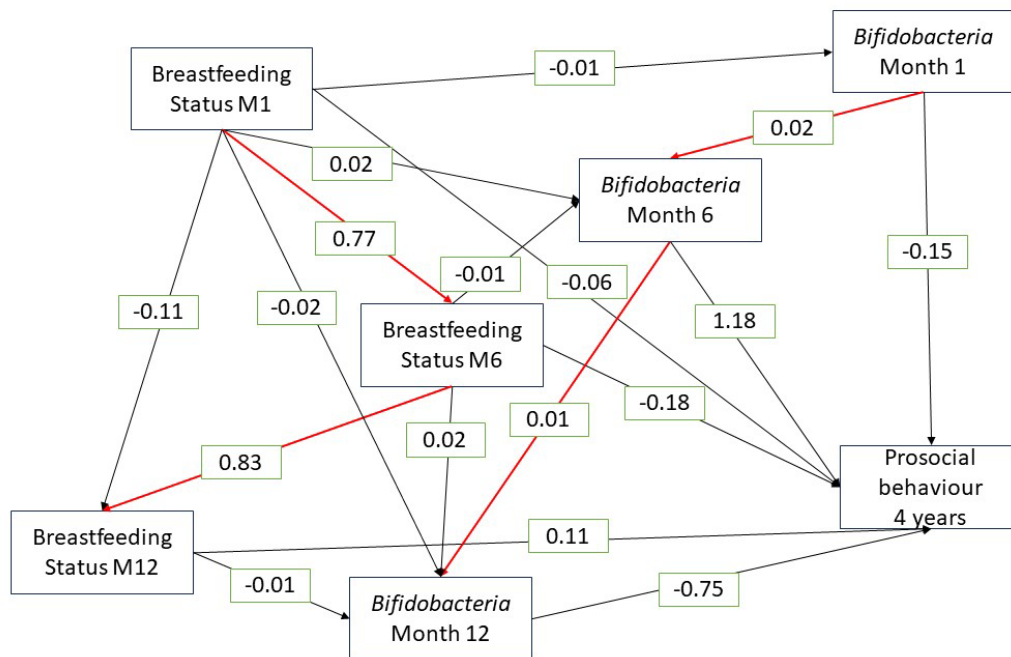 Bifidobacteria
Month 1
Breastfeeding
Status M1
-0.01
0.02
0.02
Bifidobacteria
Month 6
0.77
-0.15
-0.01
-0.06
-0.11
-0.02
1.18
Breastfeeding
Status M6
-0.18
0.01
0.02
0.83
Prosocial
behaviour
4 years
Breastfeeding
Status M12
0.11
-0.01
-0.75
Bifidobacteria
Month 12